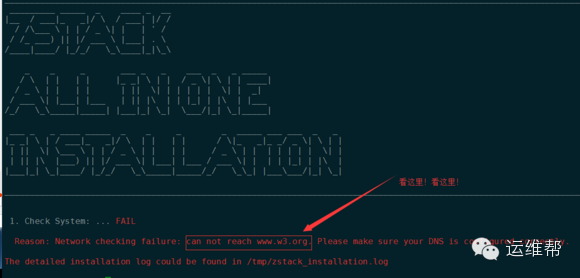 ZSTACK
ALL IN ONE
INSTALLATION
看这里！看这里！
1. Check System: ... FAIL
Reason: Network checking failure: can not reach www.w3.org. Please make sure your DNS is configured correctly.
The detailed installation log could be found in /tmp/zstack_installation.log
运维帮